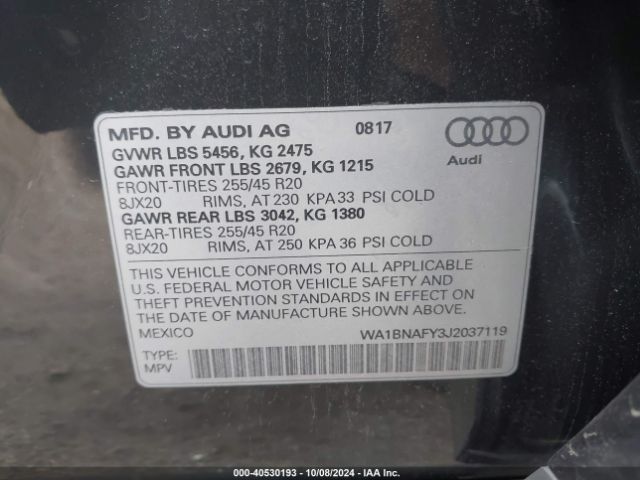 MFD. BY AUDI AG 0817
GVWR LBS 5456, KG 2475
GAWR FRONT LBS 2679, KG 1215
FRONT-TIRES 255/45 R20
8JX20 RIMS, AT 230 KPA 33 PSI COLD
GAWR REAR LBS 3042, KG 1380
REAR-TIRES 255/45 R20
8JX20 RIMS, AT 250 KPA 36 PSI COLD
Audi
THIS VEHICLE CONFORMS TO ALL APPLICABLE
U.S. FEDERAL MOTOR VEHICLE SAFETY AND
THEFT PREVENTION STANDARDS IN EFFECT ON
THE DATE OF MANUFACTURE SHOWN ABOVE.
MEXICO WA1BNAFY3J2037119
TYPE:
MPV
000-40530193 - 10/08/2024 - IAA Inc.